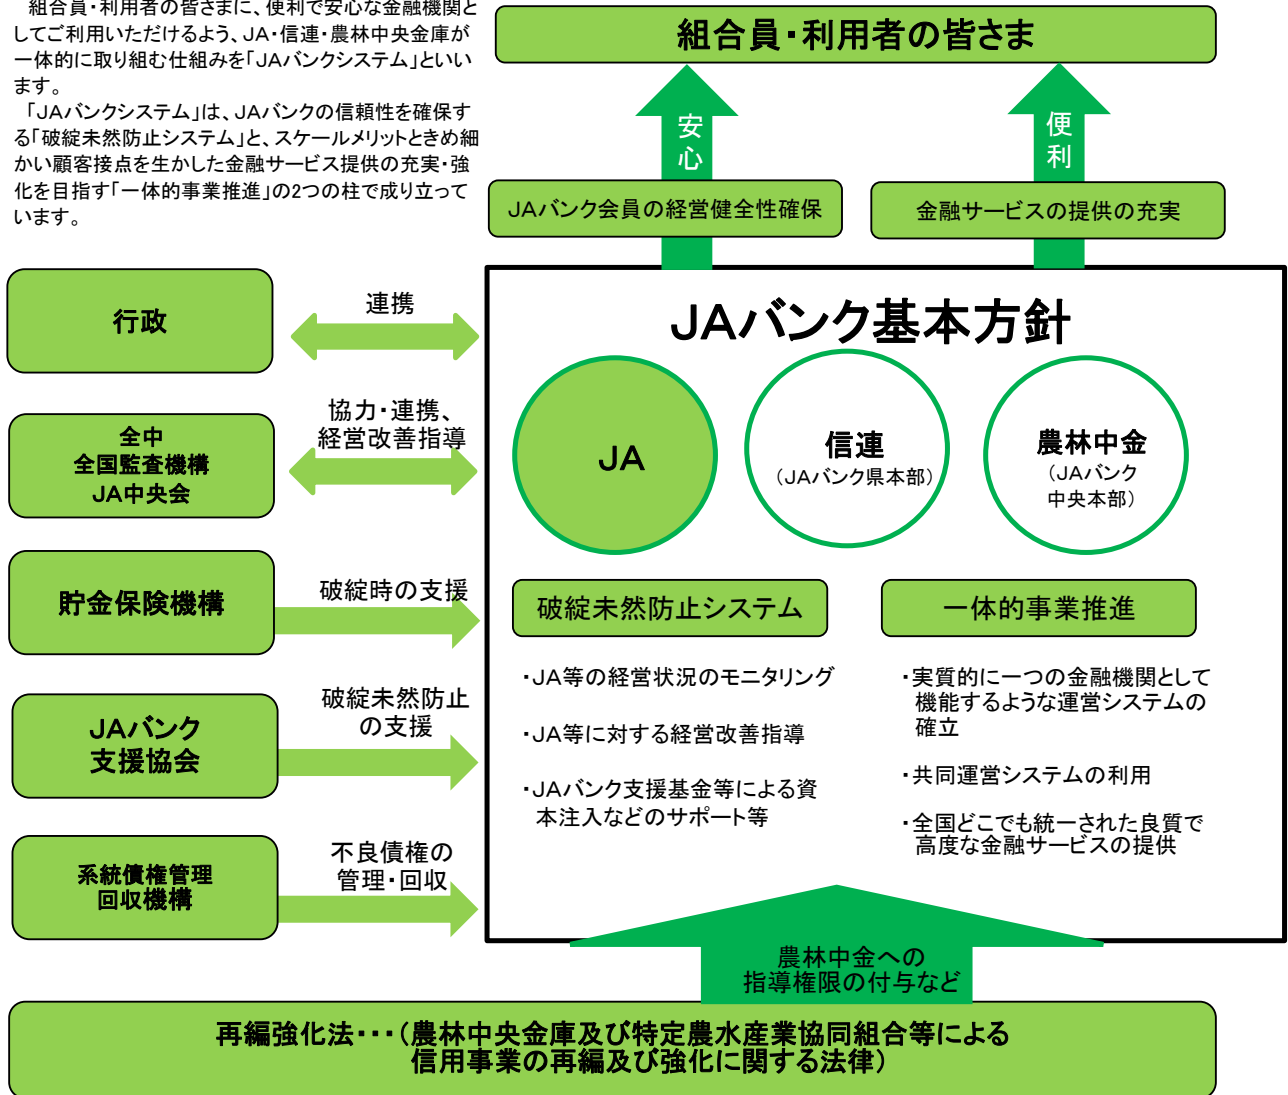 組合員・利用者の皆さまに、便利で安心な金融機関と
してご利用いただけるよう、JA・信連・農林中央金庫が
一体的に取り組む仕組みを「JAバンクシステム」といい
ます。
「JAバンクシステム」は、JAバンクの信頼性を確保す
る「破綻未然防止システム」と、スケールメリットときめ細
かい顧客接点を生かした金融サービス提供の充実・強
化を目指す「一体的事業推進」の2つの柱で成り立って
います。
組合員・利用者の皆さま
安心
便利
JAバンク会員の経営健全性確保
金融サービスの提供の充実
行政
連携
全中
全国監査機構
JA中央会
協力・連携、
経営改善指導
貯金保険機構
破綻時の支援
JAバンク
支援協会
破綻未然防止
の支援
系統債権管理
回収機構
不良債権の
管理・回収
JAバンク基本方針
JA
信連
（JAバンク県本部）
農林中金
（JAバンク
中央本部）
破綻未然防止システム
・JA等の経営状況のモニタリング
・JA等に対する経営改善指導
・JAバンク支援基金等による資
本注入などのサポート等
一体的事業推進
・実質的に一つの金融機関として
機能するような運営システムの
確立
・共同運営システムの利用
・全国どこでも統一された良質で
高度な金融サービスの提供
農林中金への
指導権限の付与など
再編強化法・・・（農林中央金庫及び特定農水産業協同組合等による
信用事業の再編及び強化に関する法律）